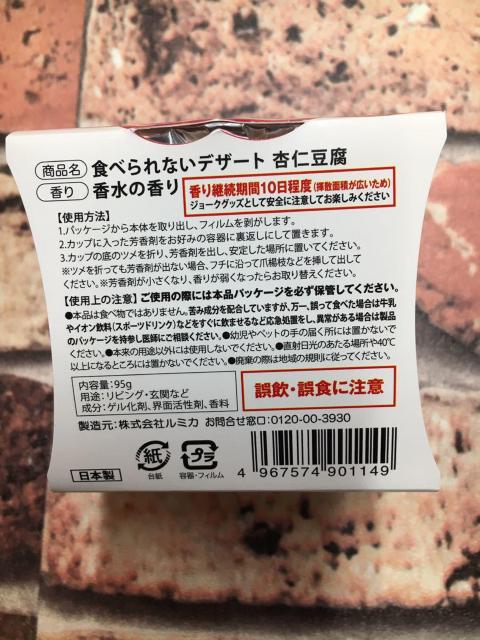 商品名 食べられないデザート 杏仁豆腐
香り 香水の香り
香り継続期間10日程度(揮散面積が広いため)
ジョークグッズとして安全に注意してお楽しみください
【使用方法】
1.パッケージから本体を取り出し、フィルムを剥がします。
2.カップに入った芳香剤をお好みの容器に裏返しにして置きます。
3.カップの底のツメを折り、芳香剤を出し、安定した場所に置いてください。
※ツメを折っても芳香剤が出ない場合、フチに沿って爪楊枝などを挿して出して
ください。※芳香剤が小さくなり、香りが弱くなったらお取り替えください。
【使用上の注意】ご使用の際には本品パッケージを必ず保管してください。
●本品は食べ物ではありません。苦み成分を配合していますが、万一、誤って食べた場合は牛乳
やイオン飲料(スポーツドリンク)などをすぐに飲ませるなど応急処置をし、異常がある場合は製品
のパッケージを持参し医師にご相談ください。●幼児やペットの手の届く所には置かないで
ください。●本来の用途以外には使用しないでください。●直射日光のあたる場所や40℃
以上になるところには置かないでください。●廃棄の際は地域の規則に従ってください。
内容量:95g
用途:リビング・玄関など
成分:ゲル化剤、界面活性剤、香料
誤飲・誤食に注意
製造元:株式会社ルミカ お問合せ窓口:0120-00-3930
日本製
紙
台紙
プラ
容器・フィルム
4 967574 901149